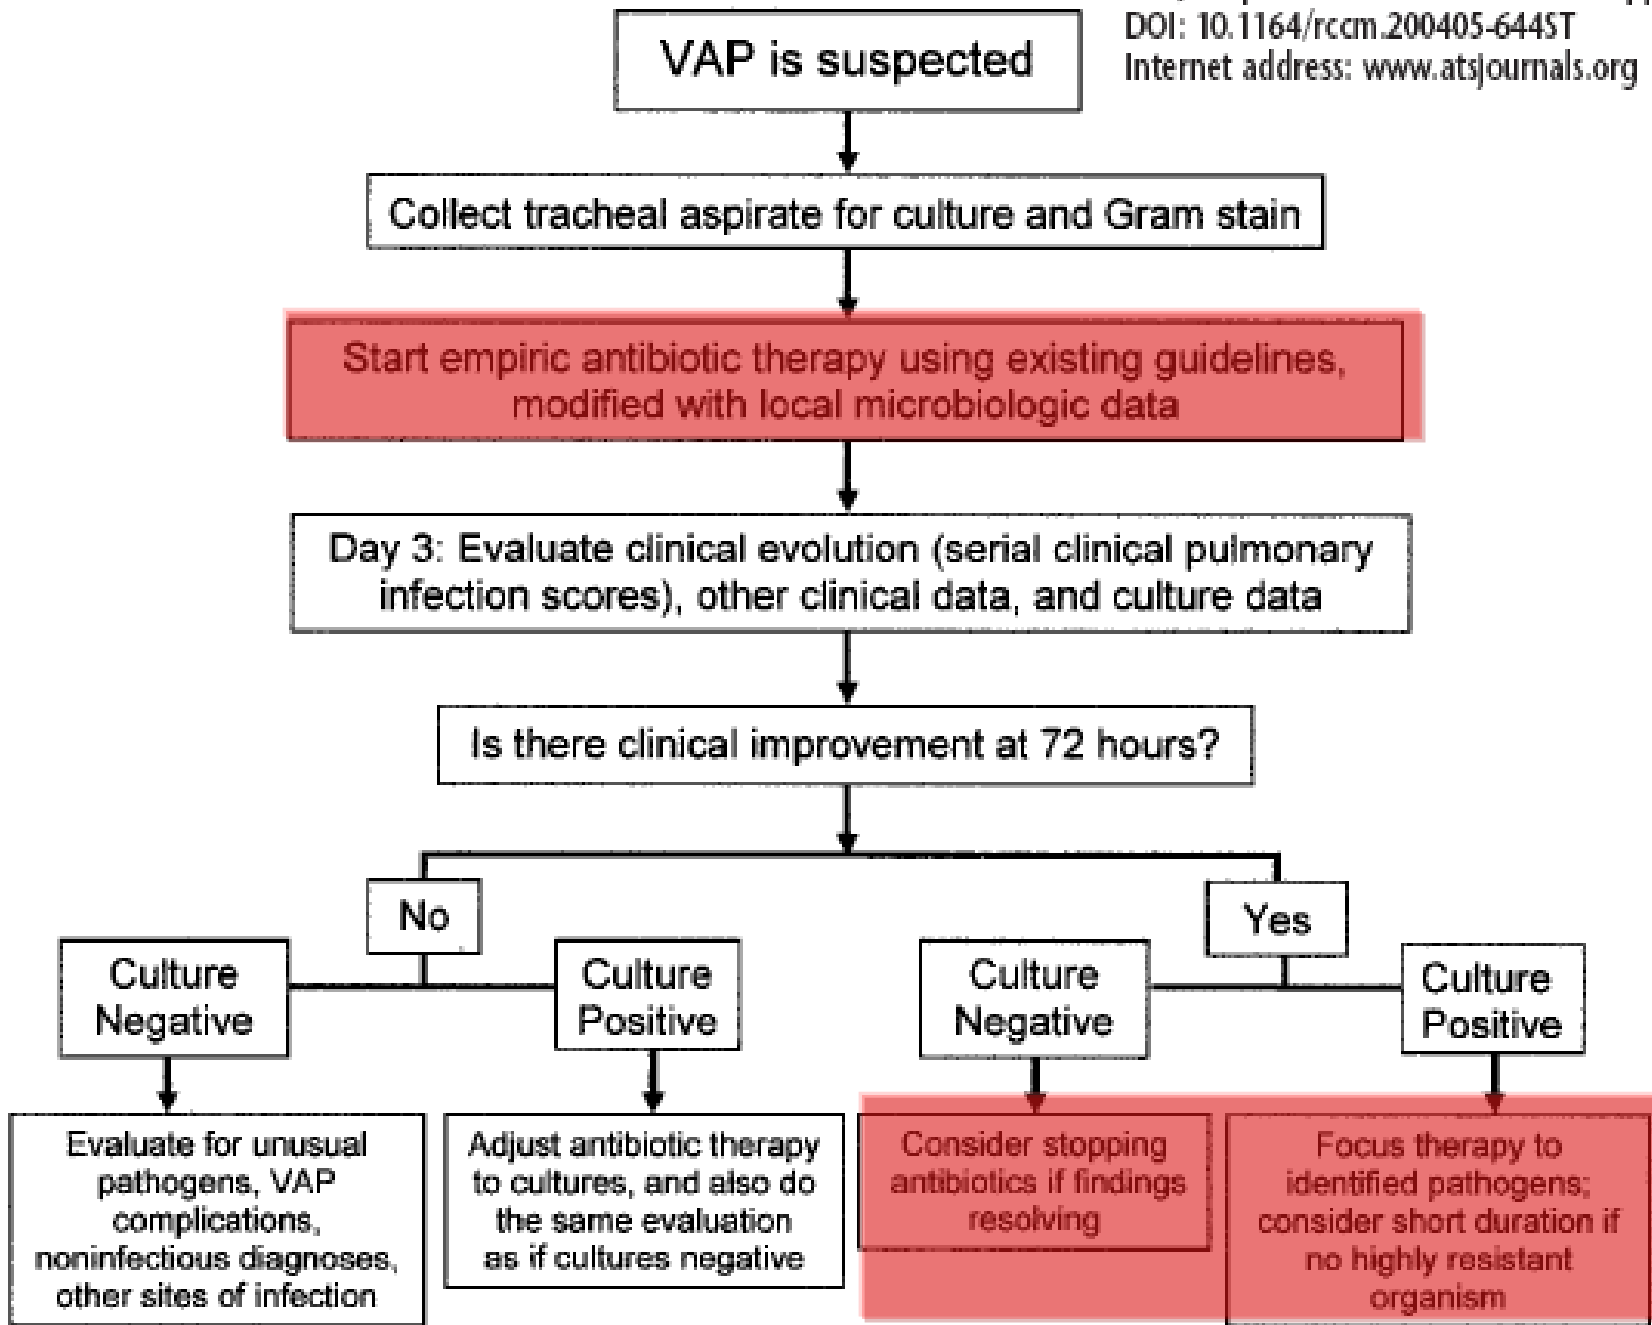 DOI: 10.1164/rccm.200405-644ST
Internet address: www.atsjournals.org
VAP is suspected
Collect tracheal aspirate for culture and Gram stain
Start empiric antibiotic therapy using existing guidelines,
modified with local microbiologic data
Day 3: Evaluate clinical evolution (serial clinical pulmonary
infection scores), other clinical data, and culture data
Is there clinical improvement at 72 hours?
No
Yes
Culture
Negative
Culture
Positive
Culture
Negative
Culture
Positive
Evaluate for unusual
pathogens, VAP
complications,
noninfectious diagnoses,
other sites of infection
Adjust antibiotic therapy
to cultures, and also do
the same evaluation
as if cultures negative
Consider stopping
antibiotics if findings
resolving
Focus therapy to
identified pathogens;
consider short duration if
no highly resistant
organism